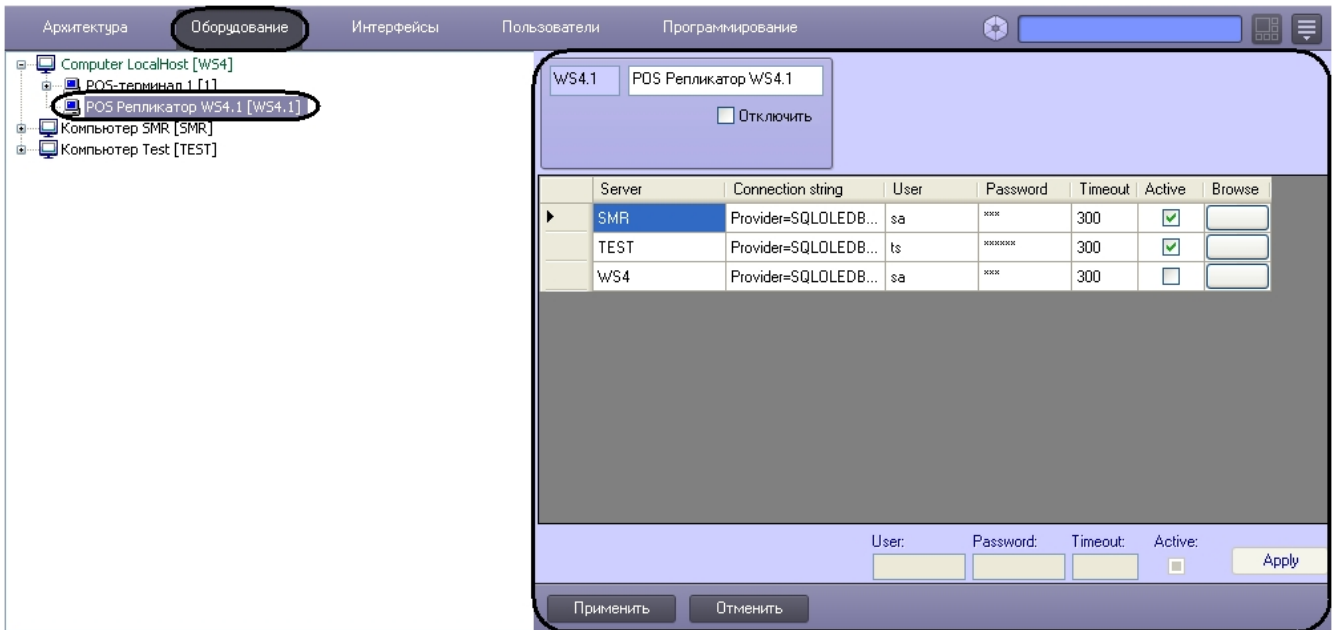 Архитектура Оборудование Интерфейсы Пользователи Программирование
Computer LocalHost [WS4]
POS-терминал 1 [1]
POS Репликатор WS4.1 [WS4.1]
Компьютер SMR [SMR]
Компьютер Test [TEST]
WS4.1 POS Репликатор WS4.1
Отключить
Server Connection string User Password Timeout Active Browse
SMR Provider=SQLOLEDB... sa *** 300
TEST Provider=SQLOLEDB... ts ****** 300
WS4 Provider=SQLOLEDB... sa *** 300
User: Password: Timeout: Active:
Apply
Применить Отменить